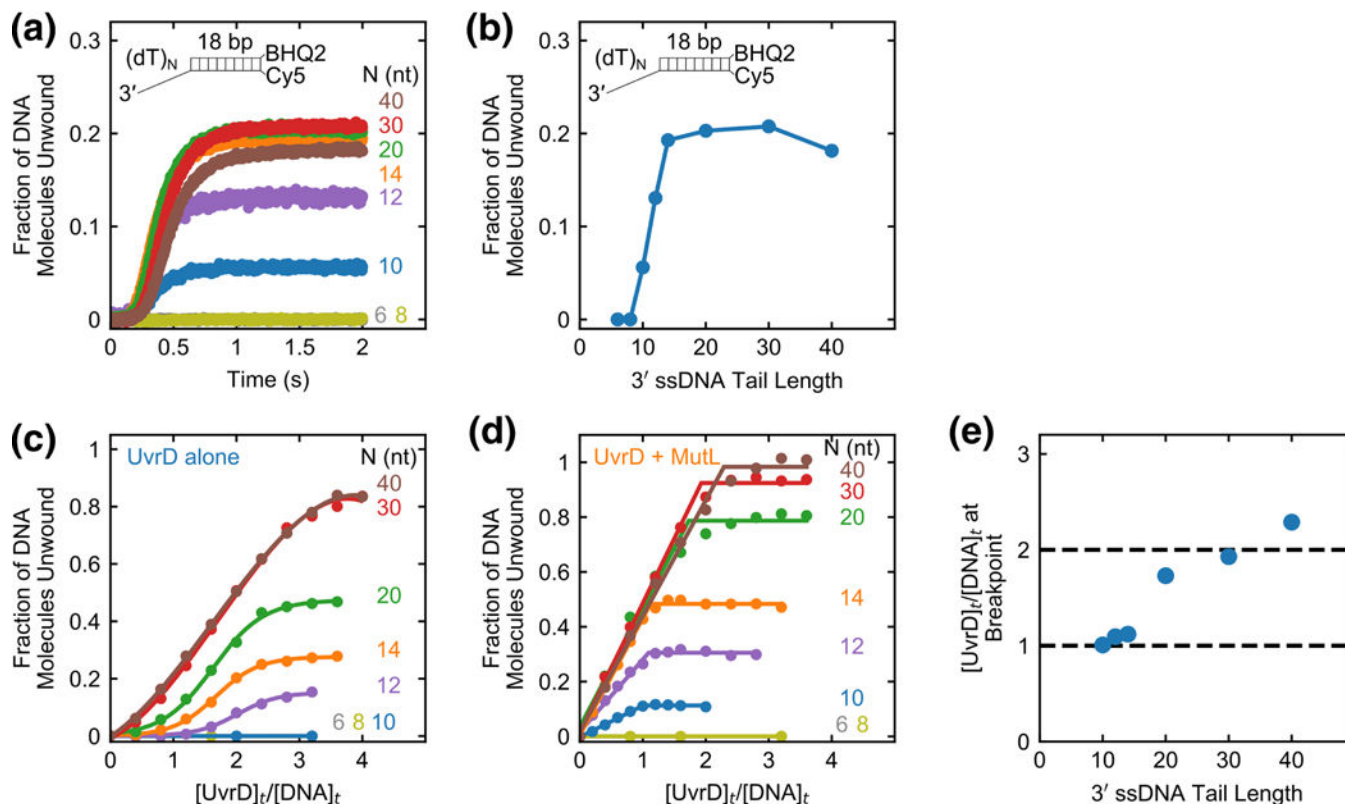 (a)
0.3
0.2
0.1
0
Fraction of DNA
Molecules Unwound
18 bp
(dT)N
BHQ2
Cy5
3′
N (nt)
40
30
20
14
12
10
6 8
0 0.5 1 1.5 2
Time (s)
(b)
0.3
0.2
0.1
0
Fraction of DNA
Molecules Unwound
18 bp
(dT)N
BHQ2
Cy5
3′
0 10 20 30 40
3′ ssDNA Tail Length
(c)
1
0.8
0.6
0.4
0.2
0
Fraction of DNA
Molecules Unwound
UvrD alone
N (nt)
40
30
20
14
12
6 8 10
0 1 2 3 4
[UvrD]t/[DNA]t
(d)
1
0.8
0.6
0.4
0.2
0
Fraction of DNA
Molecules Unwound
UvrD + MutL
N (nt)
40
30
20
14
12
10
6 8
0 1 2 3 4
[UvrD]t/[DNA]t
(e)
3
2
1
0
[UvrD]t/[DNA]t at
Breakpoint
0 10 20 30 40
3′ ssDNA Tail Length